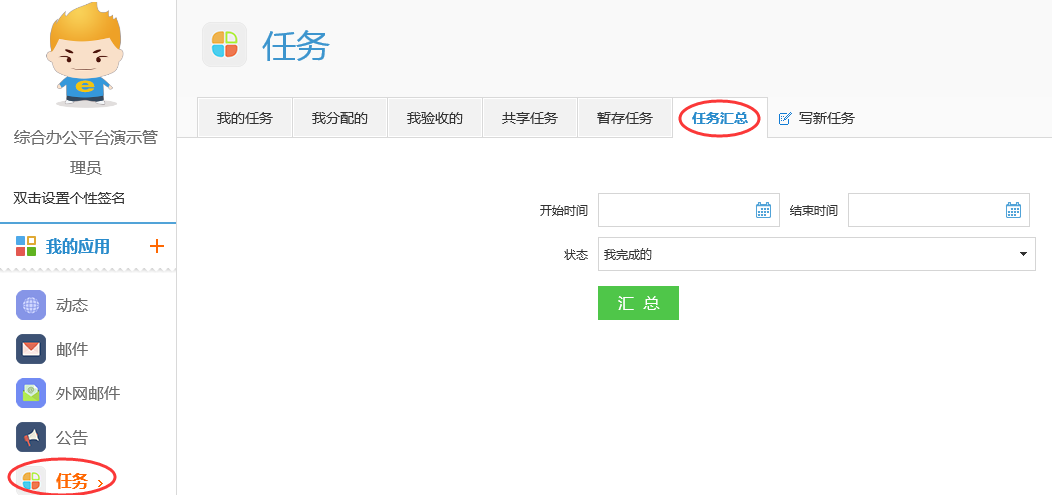 综合办公平台演示管
理员
双击设置个性签名
我的应用
动态
邮件
外网邮件
公告
任务
任务
我的任务 我分配的 我验收的 共享任务 暂存任务 任务汇总 写新任务
开始时间 结束时间
状态 我完成的
汇 总